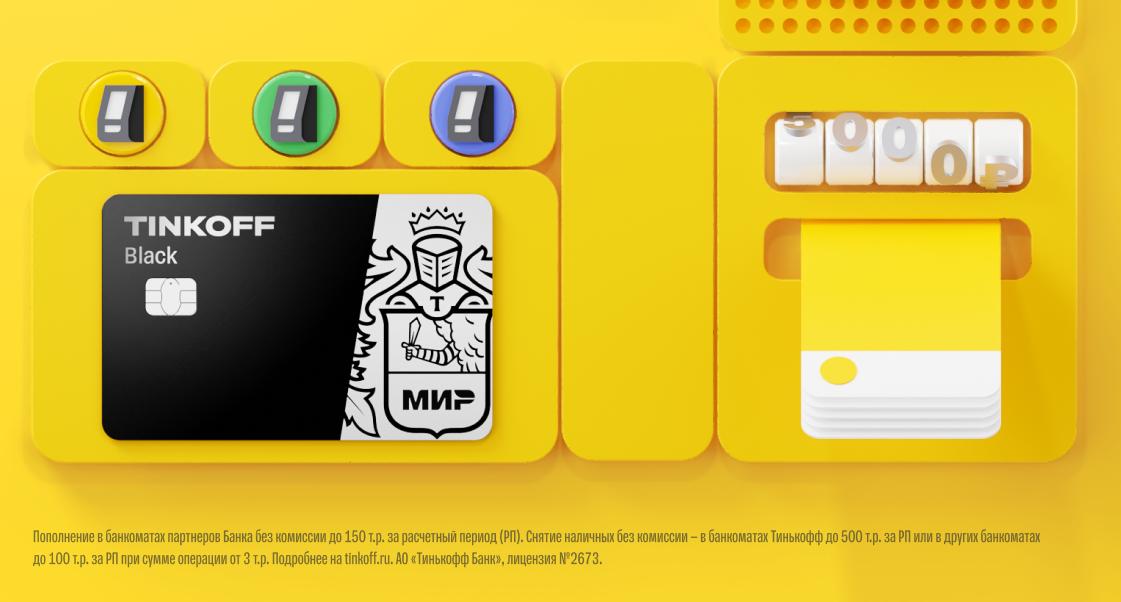 5000₽
TINKOFF
Black
T
МИР
Пополнение в банкоматах партнеров Банка без комиссии до 150 т.р. за расчетный период (РП). Снятие наличных без комиссии – в банкоматах Тинькофф до 500 т.р. за РП или в других банкоматах
до 100 т.р. за РП при сумме операции от 3 т.р. Подробнее на tinkoff.ru. АО «Тинькофф Банк», лицензия №2673.